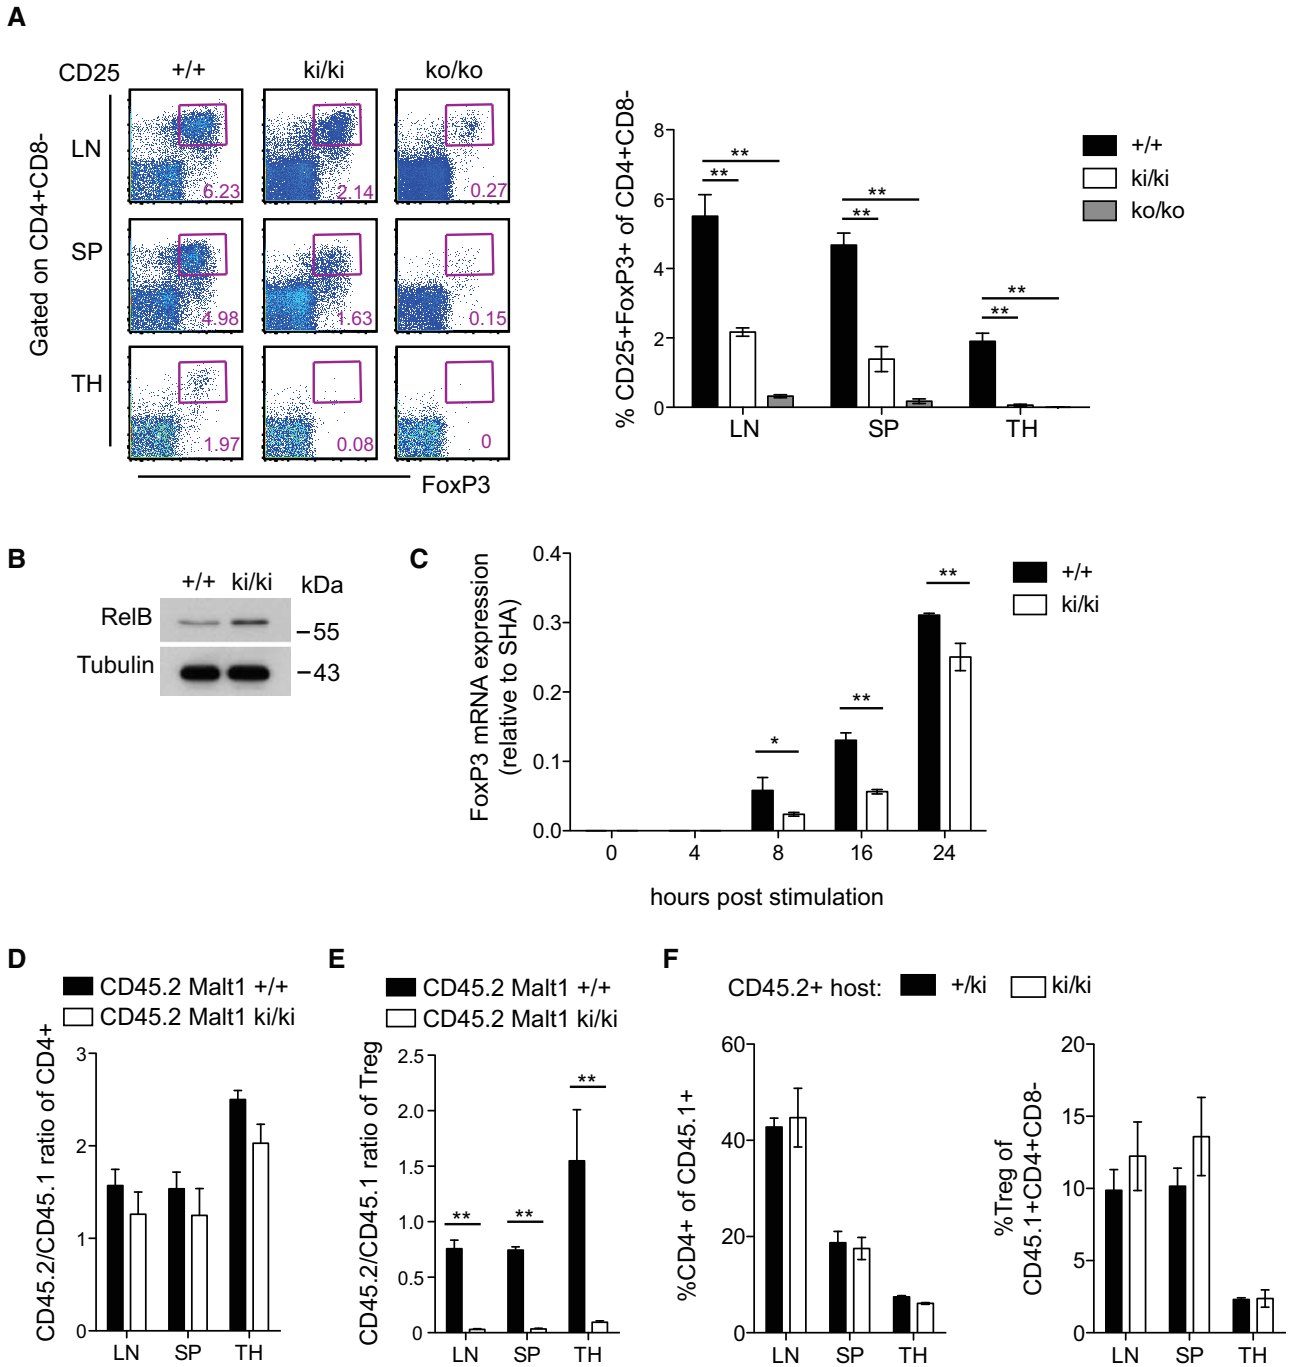 A
CD25 +/+ ki/ki ko/ko
Gated on CD4+CD8-
LN
6.23 2.14 0.27
SP
4.98 1.63 0.15
TH
1.97 0.08 0
FoxP3
% CD25+FoxP3+ of CD4+CD8-
8
6
4
2
0
** **
** **
** **
LN SP TH
+/+
ki/ki
ko/ko
B
+/+ ki/ki kDa
RelB
55
Tubulin
43
C
FoxP3 mRNA expression
(relative to SHA)
0.4
0.3
0.2
0.1
0.0
* ** **
0 4 8 16 24
hours post stimulation
+/+
ki/ki
D
CD45.2 Malt1 +/+
CD45.2 Malt1 ki/ki
CD45.2/CD45.1 ratio of CD4+
3
2
1
0
LN SP TH
E
CD45.2 Malt1 +/+
CD45.2 Malt1 ki/ki
CD45.2/CD45.1 ratio of Treg
2.5
2.0
1.5
1.0
0.5
0
** ** **
LN SP TH
F
CD45.2+ host: +/ki ki/ki
%CD4+ of CD45.1+
60
40
20
0
LN SP TH
%Treg of
CD45.1+CD4+CD8-
20
15
10
5
0
LN SP TH